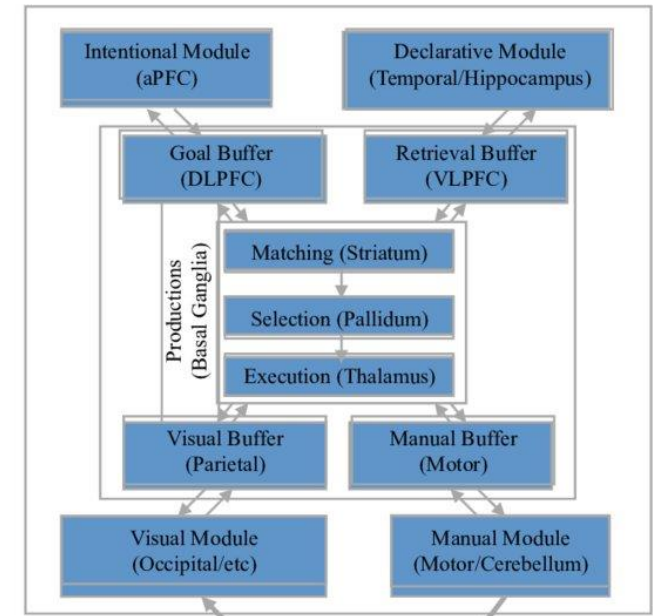 Intentional Module
(aPFC)
Declarative Module
(Temporal/Hippocampus)
Goal Buffer
(DLPFC)
Retrieval Buffer
(VLPFC)
Productions
(Basal Ganglia)
Matching (Striatum)
Selection (Pallidum)
Execution (Thalamus)
Visual Buffer
(Parietal)
Manual Buffer
(Motor)
Visual Module
(Occipital/etc)
Manual Module
(Motor/Cerebellum)